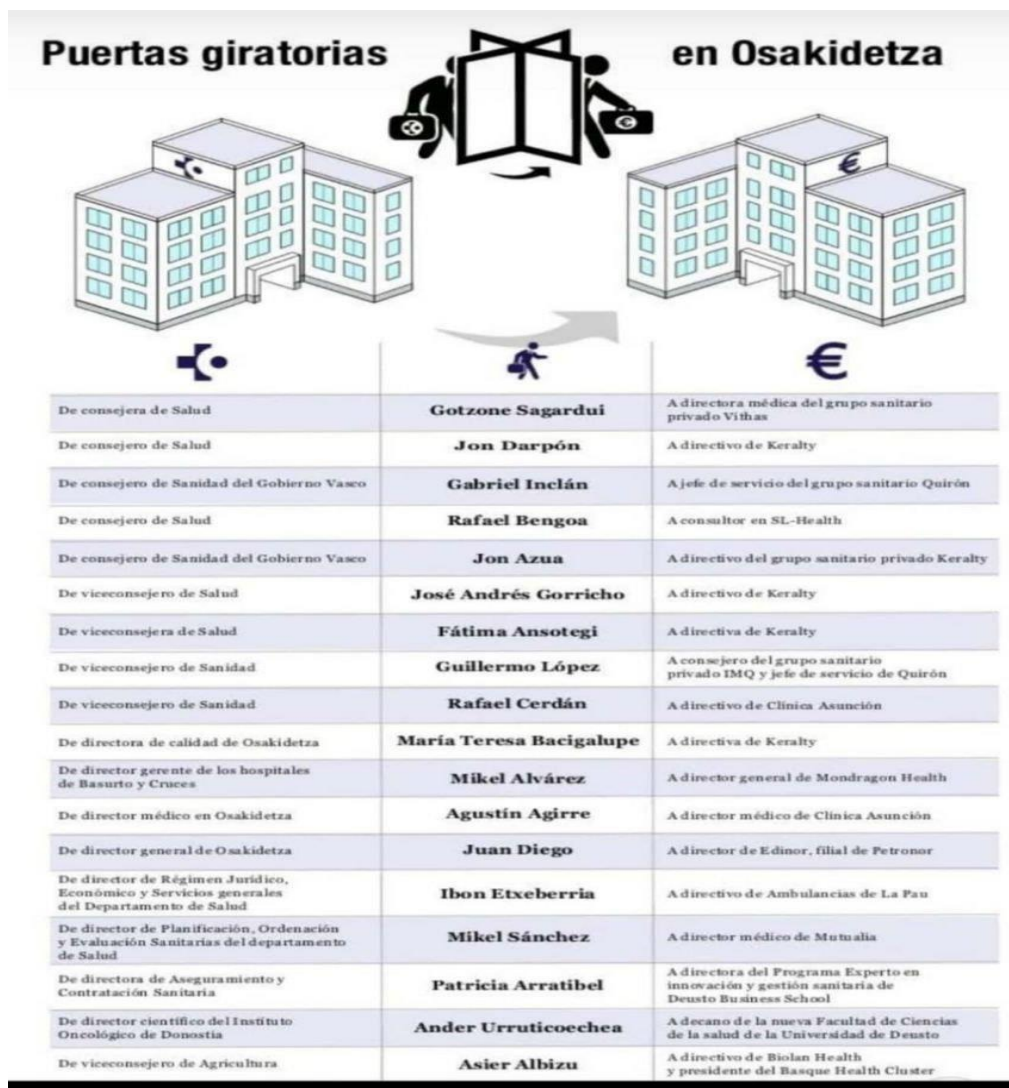 Puertas giratorias en Osakidetza
€
€
€
De consejera de Salud
Gotzone Sagardui
A directora médica del grupo sanitario
privado Vithas
De consejero de Salud
Jon Darpón
A directivo de Keralty
De consejero de Sanidad del Gobierno Vasco
Gabriel Inclán
A jefe de servicio del grupo sanitario Quirón
De consejero de Salud
Rafael Bengoa
A consultor en SL-Health
De consejero de Sanidad del Gobierno Vasco
Jon Azua
A directivo del grupo sanitario privado Keralty
De viceconsejero de Salud
José Andrés Gorricho
A directivo de Keralty
De viceconsejera de Salud
Fátima Ansotegi
A directiva de Keralty
De viceconsejero de Sanidad
Guillermo López
A consejero del grupo sanitario
privado IMQ y jefe de servicio de Quirón
De viceconsejero de Sanidad
Rafael Cerdán
A directivo de Clínica Asunción
De directora de calidad de Osakidetza
María Teresa Bacigalupe
A directiva de Keralty
De director gerente de los hospitales
de Basurto y Cruces
Mikel Alvárez
A director general de Mondragon Health
De director médico en Osakidetza
Agustín Agirre
A director médico de Clínica Asunción
De director general de Osakidetza
Juan Diego
A director de Edinor, filial de Petronor
De director de Régimen Jurídico,
Económico y Servicios generales
del Departamento de Salud
Ibon Etxeberria
A directivo de Ambulancias de La Pau
De director de Planificación, Ordenación
y Evaluación Sanitarias del departamento
de Salud
Mikel Sánchez
A director médico de Mutualia
De directora de Aseguramiento y
Contratación Sanitaria
Patricia Arratibel
A directora del Programa Experto en
innovación y gestión sanitaria de
Deusto Business School
De director científico del Instituto
Oncológico de Donostia
Ander Urruticoechea
A decano de la nueva Facultad de Ciencias
de la salud de la Universidad de Deusto
De viceconsejero de Agricultura
Asier Albizu
A directivo de Biolan Health
y presidente del Basque Health Cluster